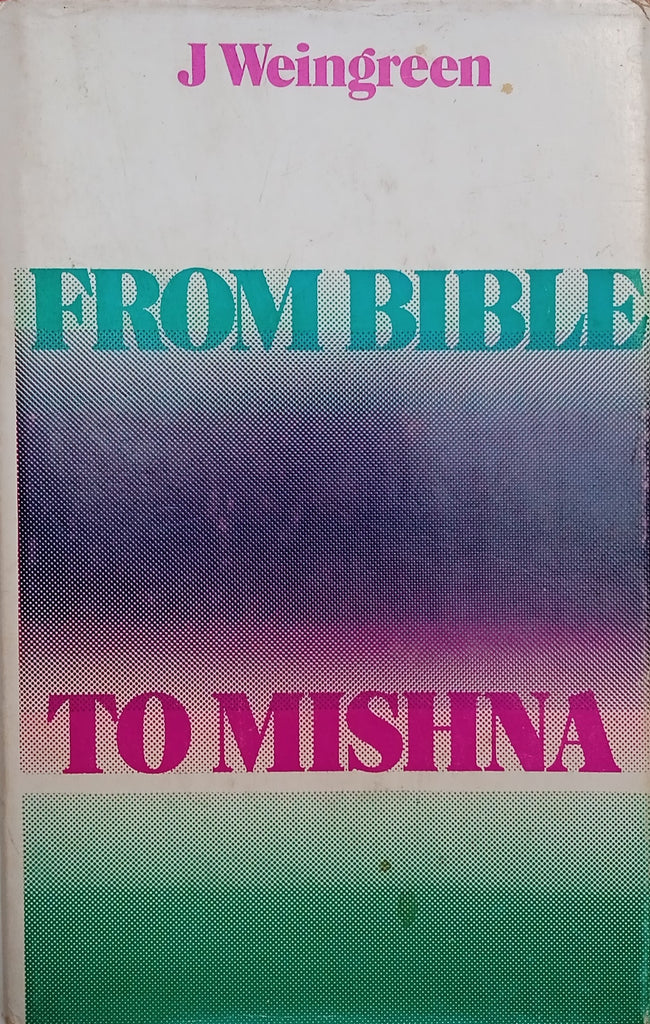 J Weingreen
FROM BIBLE
TO MISHNA